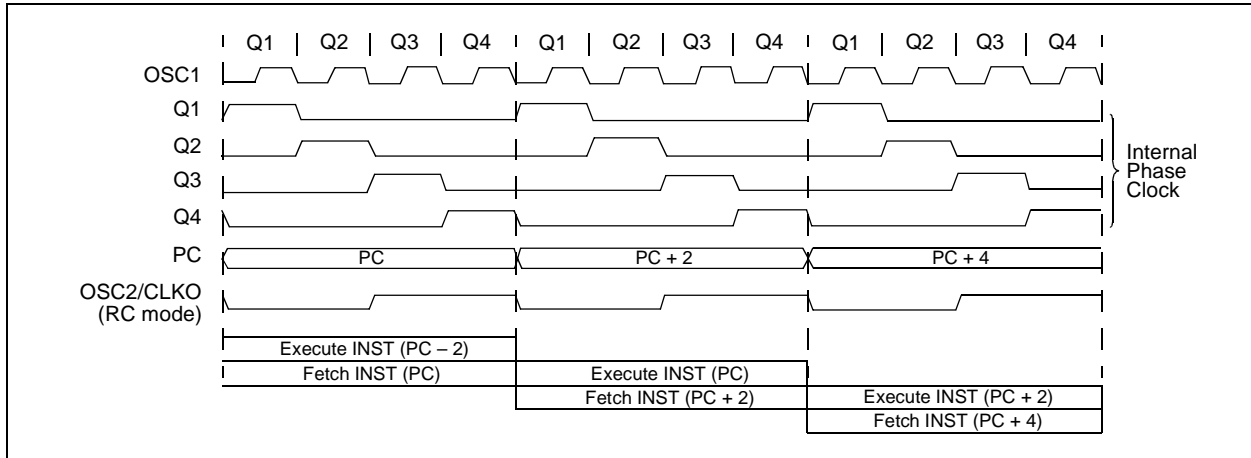 Q1 Q2 Q3 Q4 Q1 Q2 Q3 Q4 Q1 Q2 Q3 Q4
OSC1
Q1
Q2
Q3
Q4
Internal
Phase
Clock
PC PC PC + 2 PC + 4
OSC2/CLKO
(RC mode)
Execute INST (PC – 2)
Fetch INST (PC) Execute INST (PC)
Fetch INST (PC + 2) Execute INST (PC + 2)
Fetch INST (PC + 4)